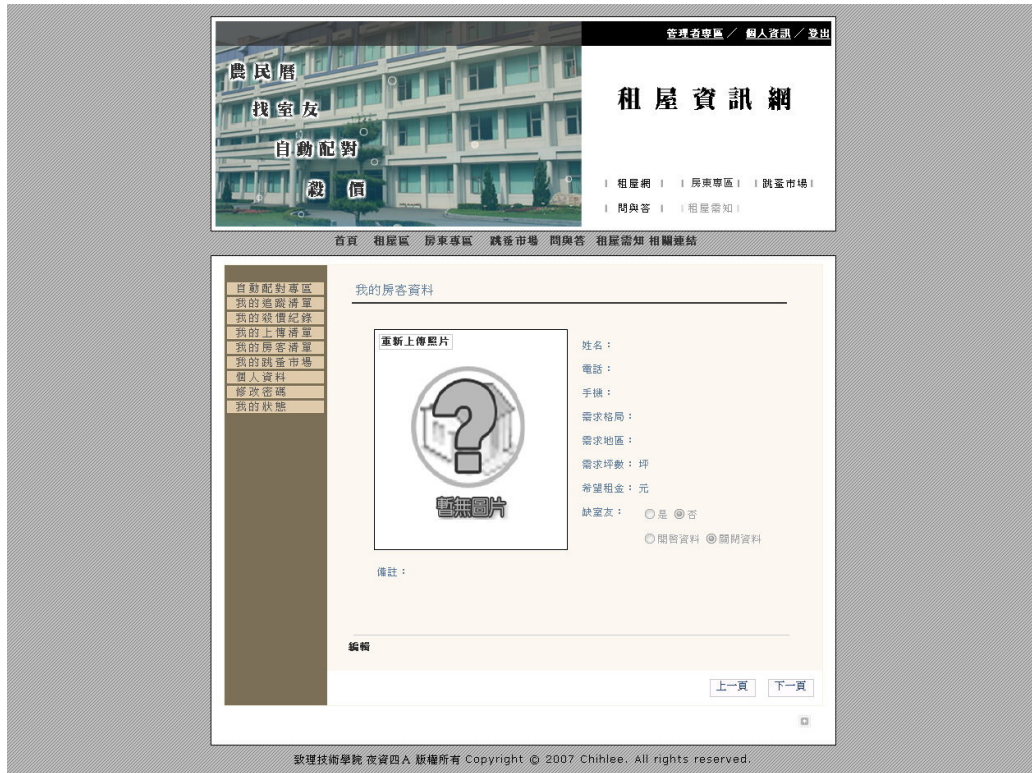 管理者專區／ 個人資訊／登出
農民曆
找室友
自動配對
殺價
租屋資訊網
| 租屋網 | | 房東專區 | | 跳蚤市場 |
| 問與答 | | 租屋需知 |
首頁 租屋區 房東專區 跳蚤市場 問與答 租屋需知 相關連結
自動配對專區
我的追蹤清單
我的殺價紀錄
我的上傳清單
我的房客清單
我的跳蚤市場
個人資料
修改密碼
我的狀態
我的房客資料
重新上傳照片
暫無圖片
姓名：
電話：
手機：
需求格局：
需求地區：
需求坪數： 坪
希望租金： 元
缺室友： 是 否
開啟資料 關閉資料
備註：
編輯
上一頁 下一頁
致理技術學院 夜資四A 版權所有 Copyright © 2007 Chihlee. All rights reserved.